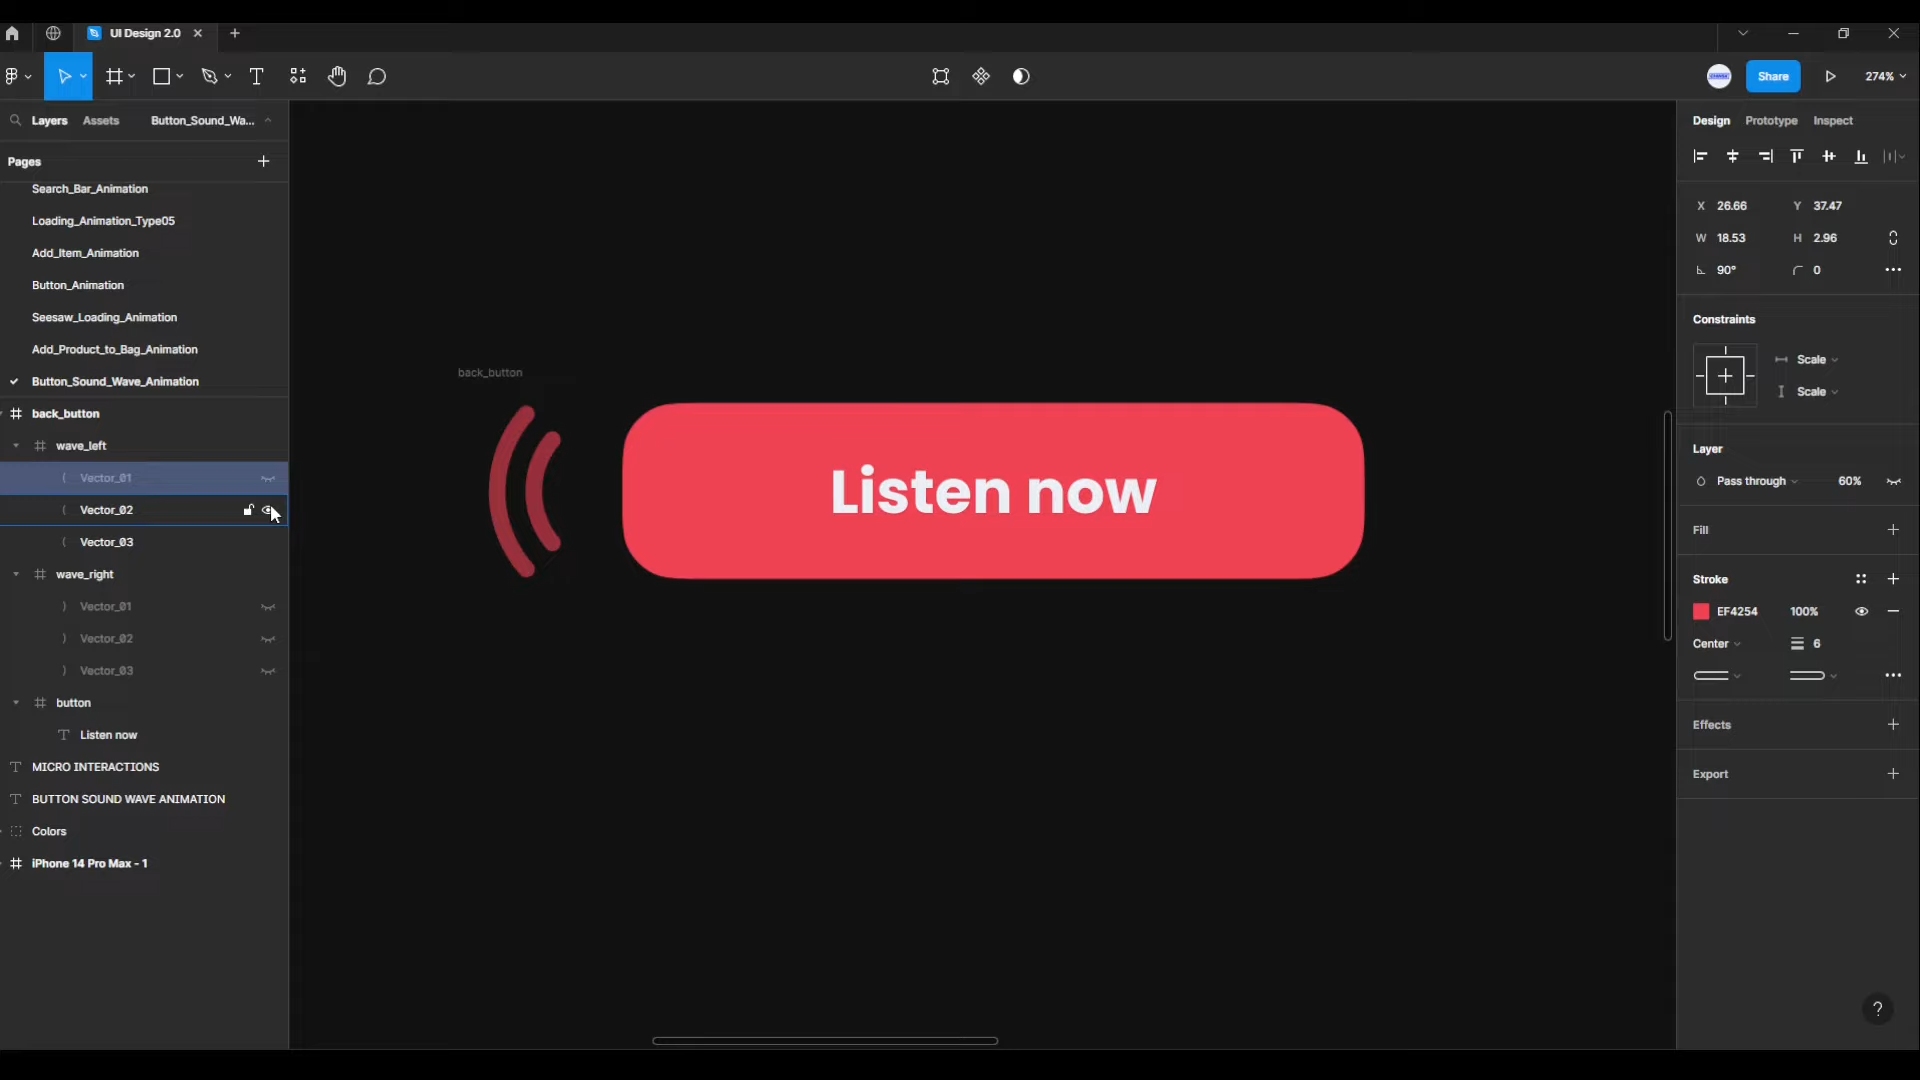 UI Design 2.0
Share
274%
Layers
Assets
Button_Sound_Wa...
Pages
Search_Bar_Animation
Loading_Animation_Type05
Add_Item_Animation
Button_Animation
Seesaw_Loading_Animation
Add_Product_to_Bag_Animation
Button_Sound_Wave_Animation
back_button
wave_left
Vector_01
Vector_02
Vector_03
wave_right
Vector_01
Vector_02
Vector_03
button
Listen now
MICRO INTERACTIONS
BUTTON SOUND WAVE ANIMATION
Colors
iPhone 14 Pro Max - 1
back_button
Listen now
Design
Prototype
Inspect
X 26.66
Y 37.47
W 18.53
H 2.96
90°
0
Constraints
Scale
Scale
Layer
Pass through
60%
Fill
Stroke
EF4254
100%
Center
6
Effects
Export
?